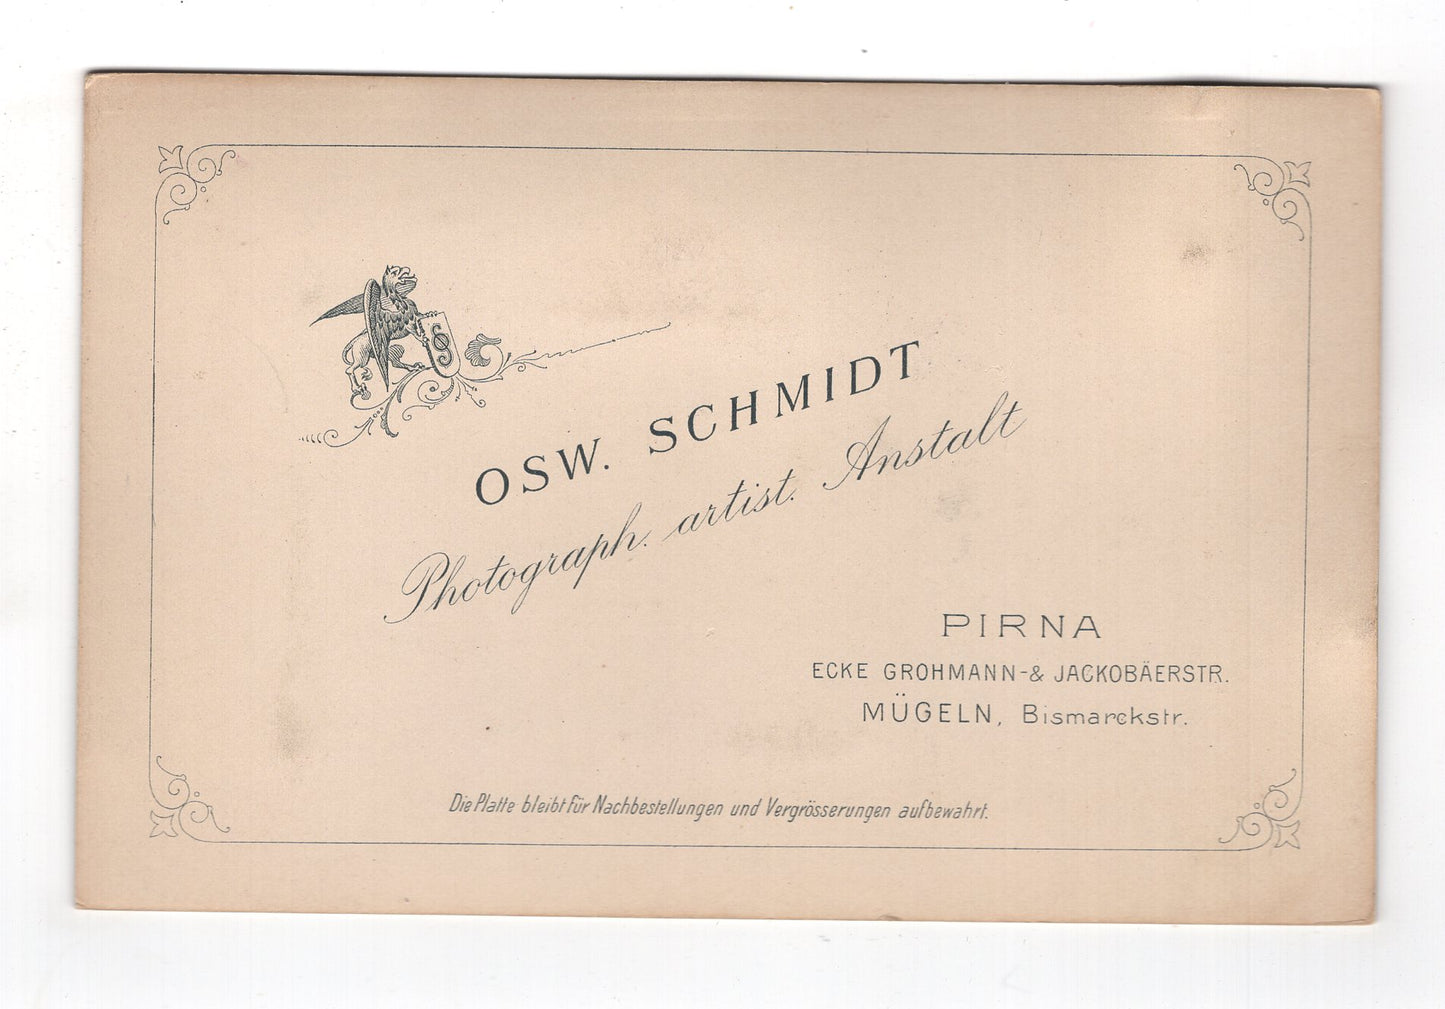 OSW. SCHMIDT
Photograph. artist. Anstalt
PIRNA
ECKE GROHMANN-& JACKOBÄERSTR.
MÜGELN, Bismarckstr.
Die Platte bleibt für Nachbestellungen und Vergrösserungen aufbewahrt.